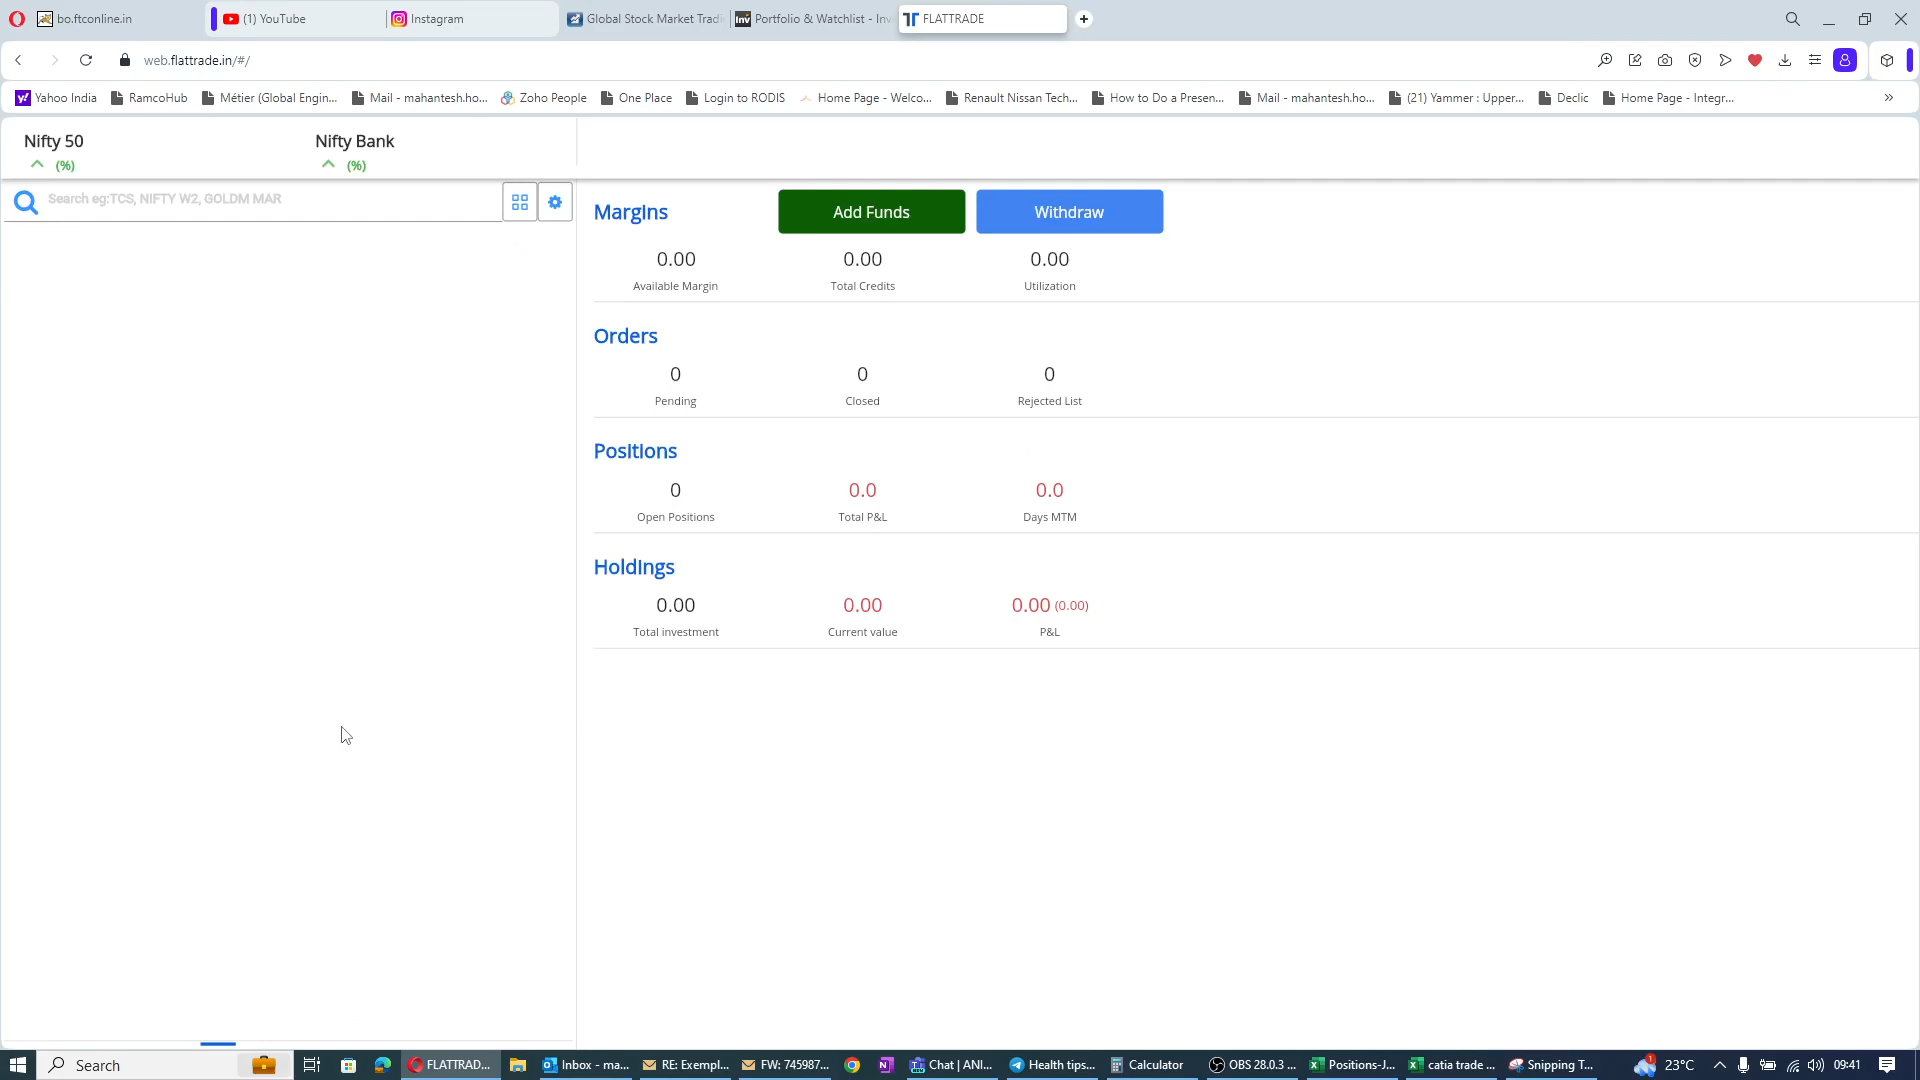 bo.ftconline.in
(1) YouTube
Instagram
Global Stock Market Tradi
Portfolio & Watchlist - Inv
FLATTRADE
web.flattrade.in/#/
Yahoo India
RamcoHub
Métier (Global Engin...
Mail - mahantesh.ho...
Zoho People
One Place
Login to RODIS
Home Page - Welco...
Renault Nissan Tech...
How to Do a Presen...
Mail - mahantesh.ho...
(21) Yammer : Upper...
Declic
Home Page - Integr...
Nifty 50
(%)
Nifty Bank
(%)
Search eg:TCS, NIFTY W2, GOLDM MAR
Margins
Add Funds
Withdraw
0.00 0.00 0.00
Available Margin Total Credits Utilization
Orders
0 0 0
Pending Closed Rejected List
Positions
0 0.0 0.0
Open Positions Total P&L Days MTM
Holdings
0.00 0.00 0.00 (0.00)
Total investment Current value P&L
Search
FLATTRAD...
Inbox - ma...
RE: Exempl...
FW: 745987...
Chat | ANI...
Health tips...
Calculator
OBS 28.0.3 ...
Positions-J...
catia trade ...
Snipping T...
23°C
09:41